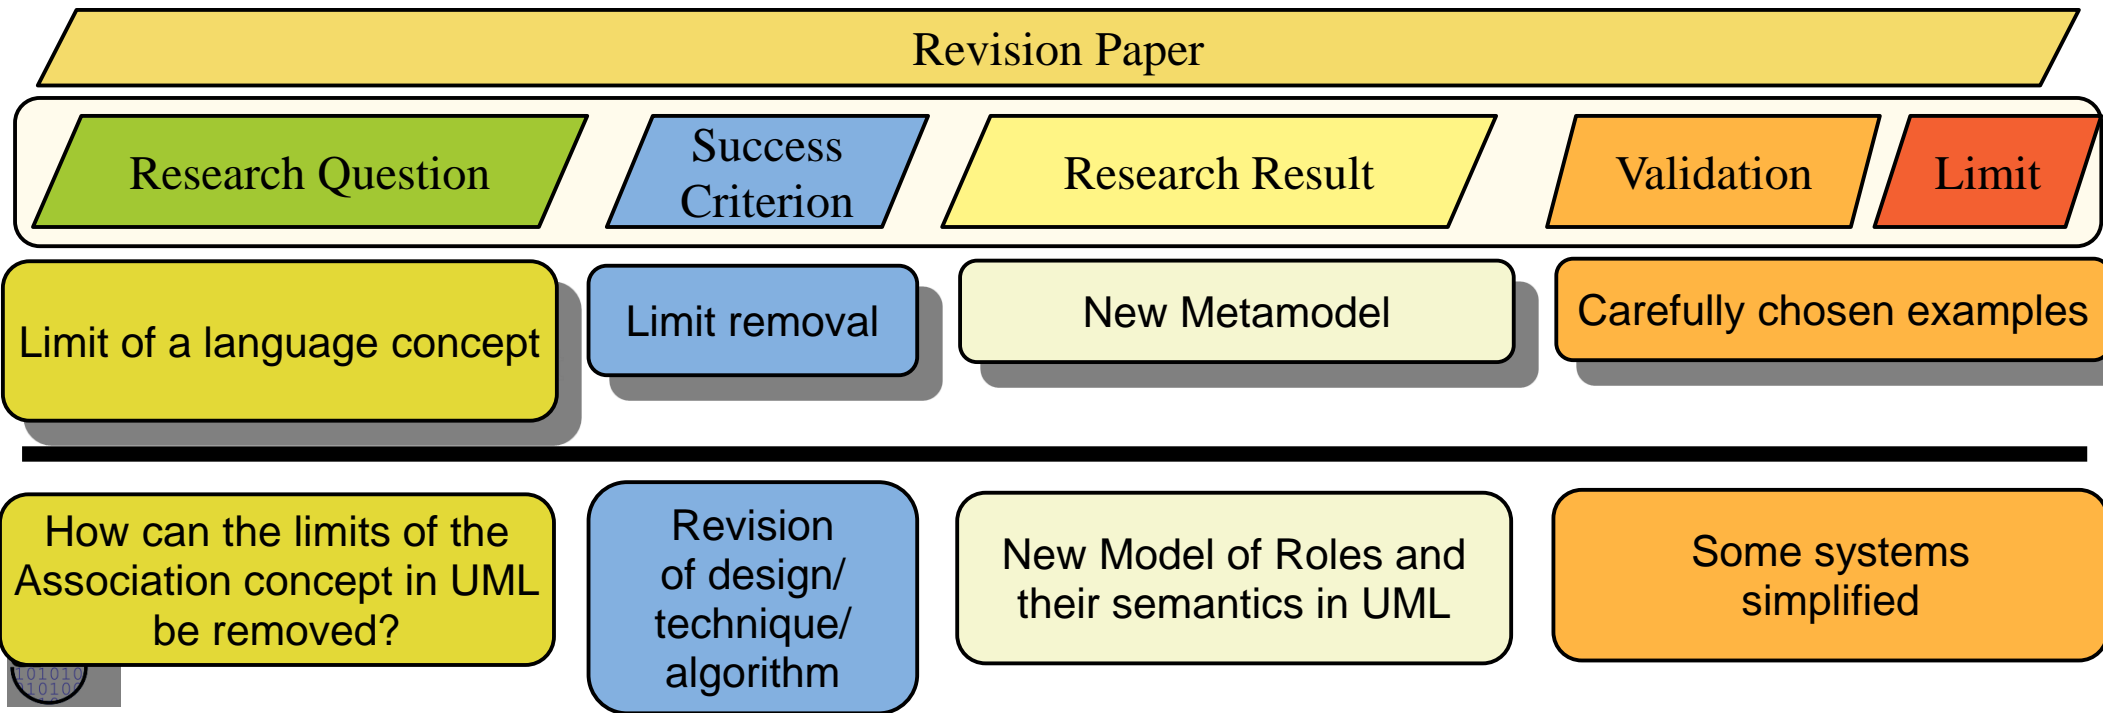 Revision Paper
Research Question
Success
Criterion
Research Result
Validation
Limit
Limit of a language concept
Limit removal
New Metamodel
Carefully chosen examples
How can the limits of the
Association concept in UML
be removed?
Revision
of design/
technique/
algorithm
New Model of Roles and
their semantics in UML
Some systems
simplified